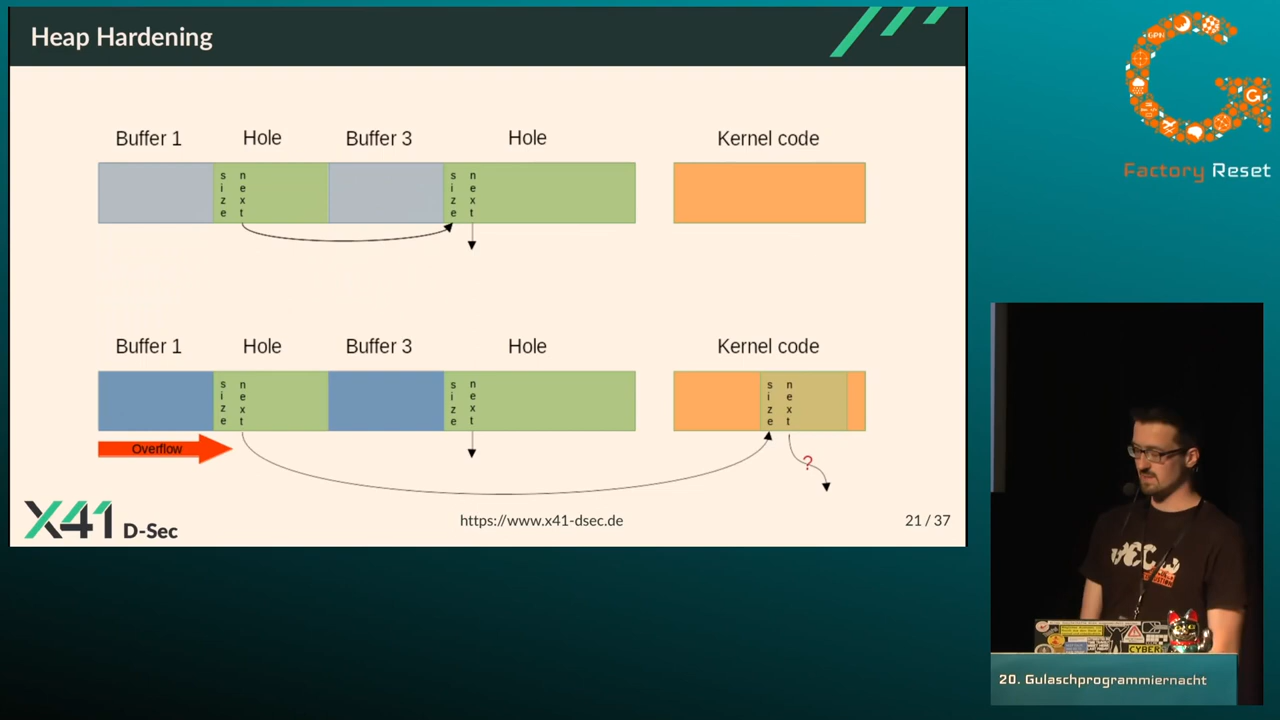 Heap Hardening
Buffer 1 Hole Buffer 3 Hole Kernel code
size next size next
Buffer 1 Hole Buffer 3 Hole Kernel code
size next size next size next
Overflow
?
X41 D-Sec
https://www.x41-dsec.de
21 / 37
GPN
G
Factory Reset
CYBER
20. Gulaschprogrammiernacht